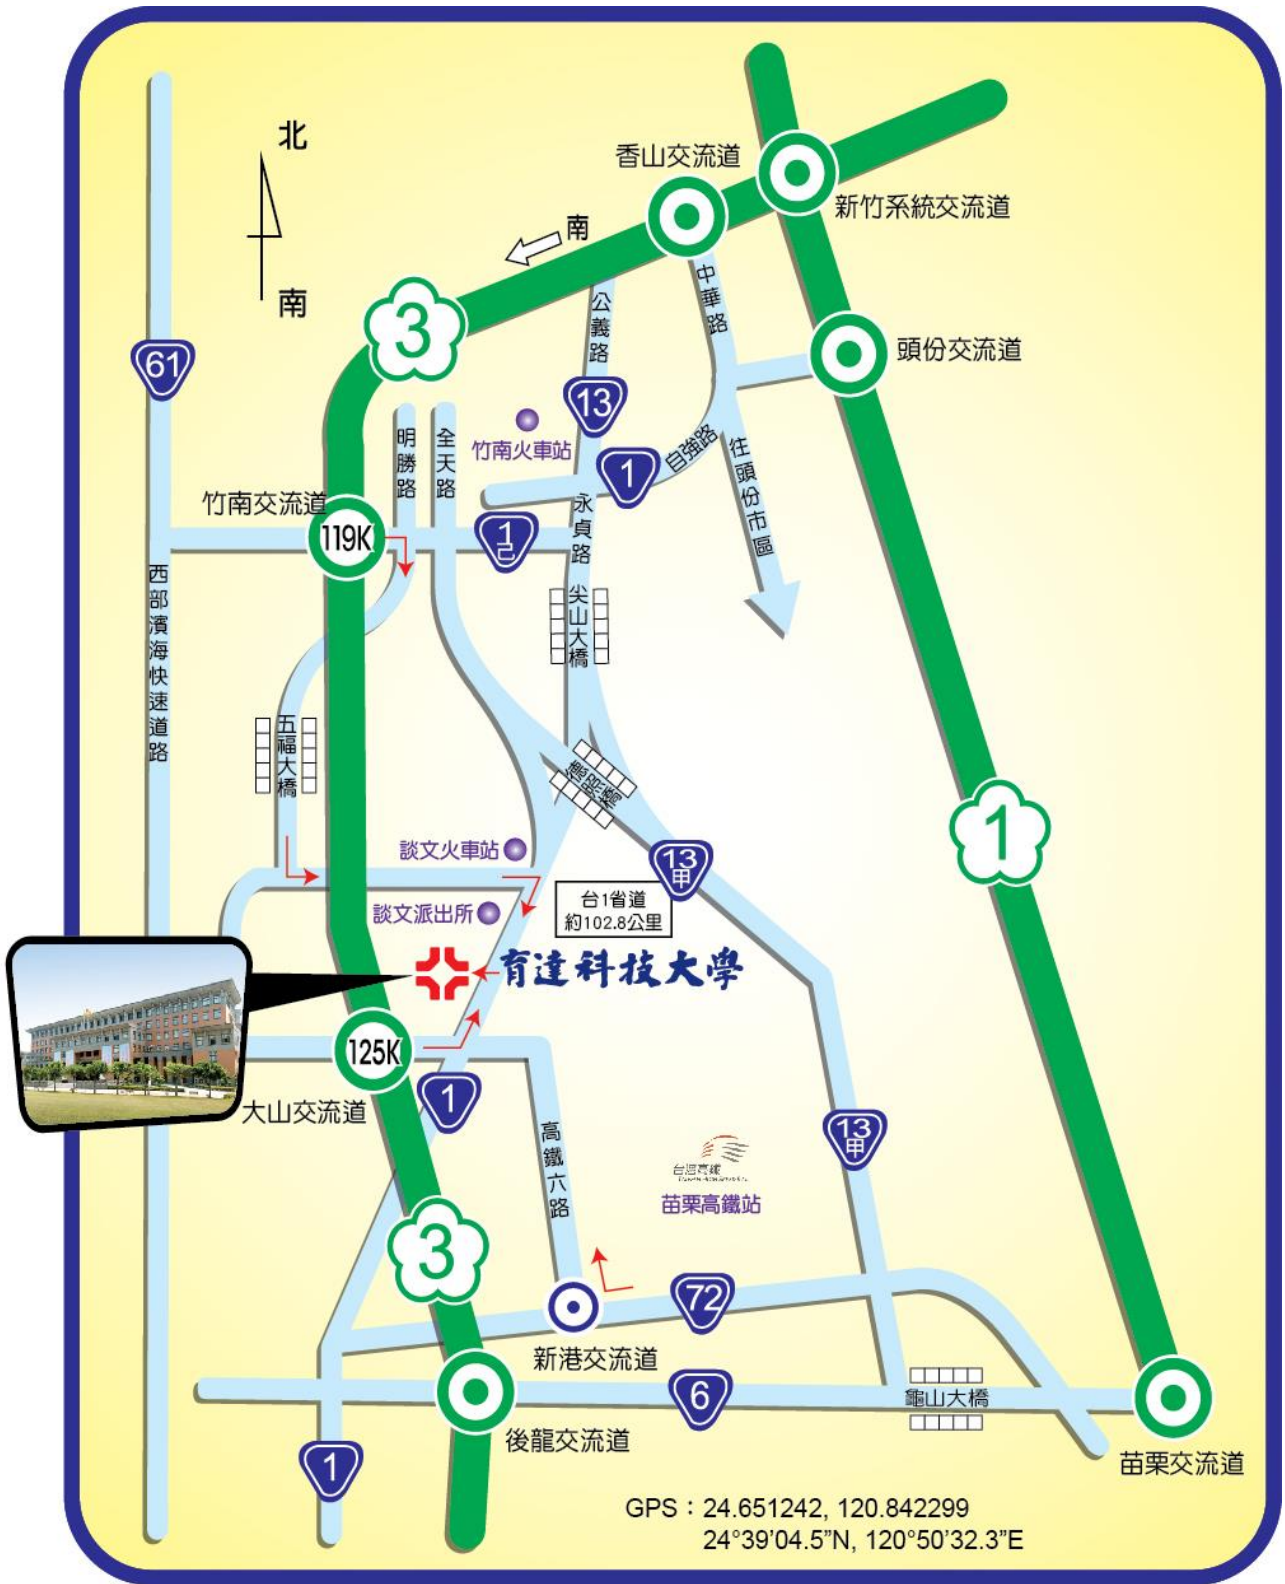 北
南
香山交流道
新竹系統交流道
南
中華路
公義路
3
61
頭份交流道
13
明勝路
全天路
竹南火車站
自強路
往頭份市區
1
竹南交流道
永貞路
119K
1己
西部濱海快速道路
尖山大橋
五福大橋
德昭橋
1
談文火車站
13甲
台1省道
約102.8公里
談文派出所
育達科技大學
125K
大山交流道
1
高鐵六路
13甲
台灣高鐵
苗栗高鐵站
3
72
新港交流道
6
龜山大橋
後龍交流道
1
苗栗交流道
GPS：24.651242, 120.842299
24°39’04.5”N, 120°50’32.3”E